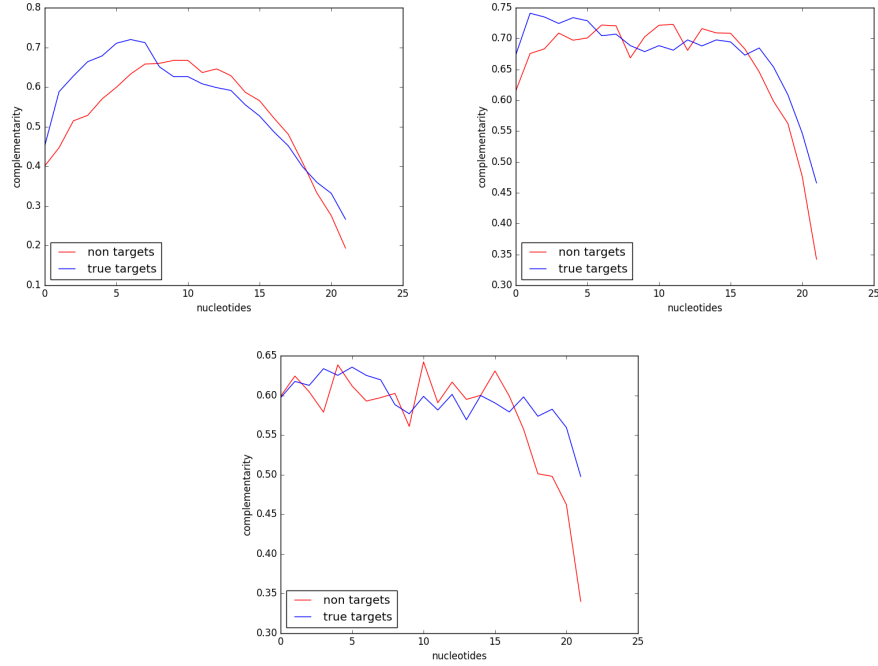 0.8
0.7
0.6
0.5
0.4
0.3
0.2
0.1
complementarity
non targets
true targets
0 5 10 15 20 25
nucleotides
0.75
0.70
0.65
0.60
0.55
0.50
0.45
0.40
0.35
0.30
complementarity
non targets
true targets
0 5 10 15 20 25
nucleotides
0.65
0.60
0.55
0.50
0.45
0.40
0.35
0.30
complementarity
non targets
true targets
0 5 10 15 20 25
nucleotides